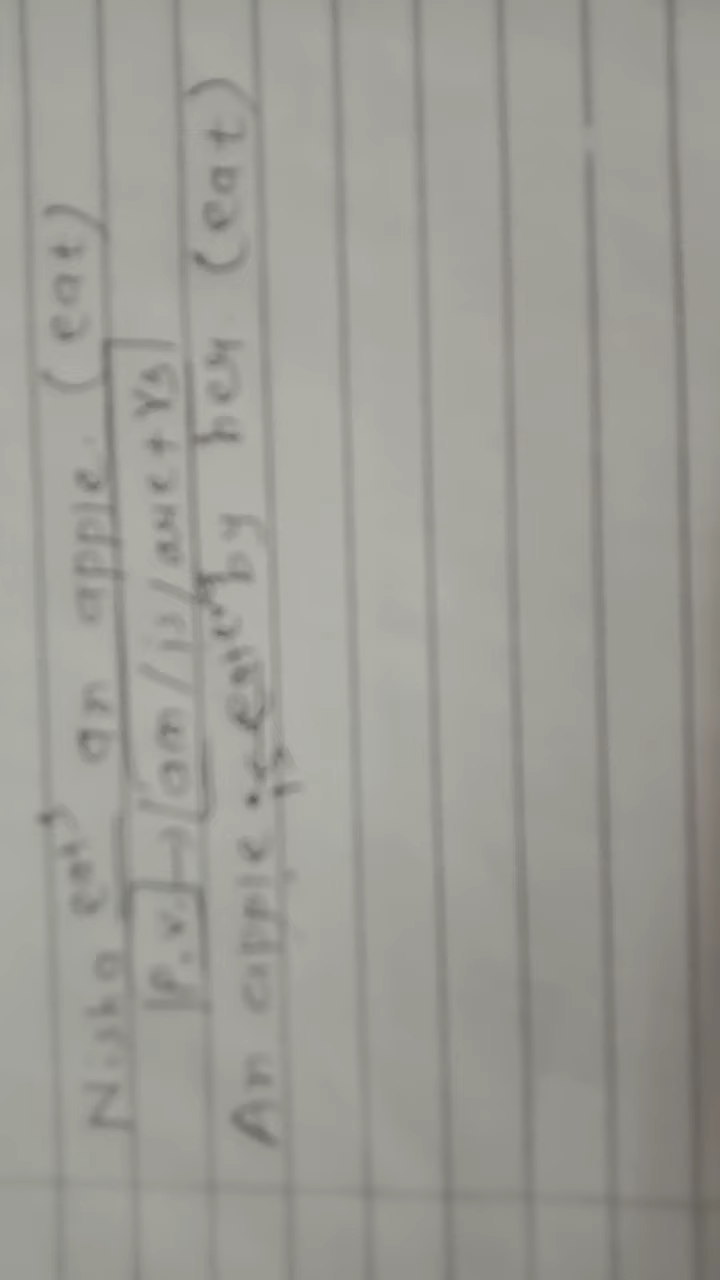 Nisha eats an apple. (eat)
P.V. → am/is/are + V3
An apple is eaten by her. (eat)